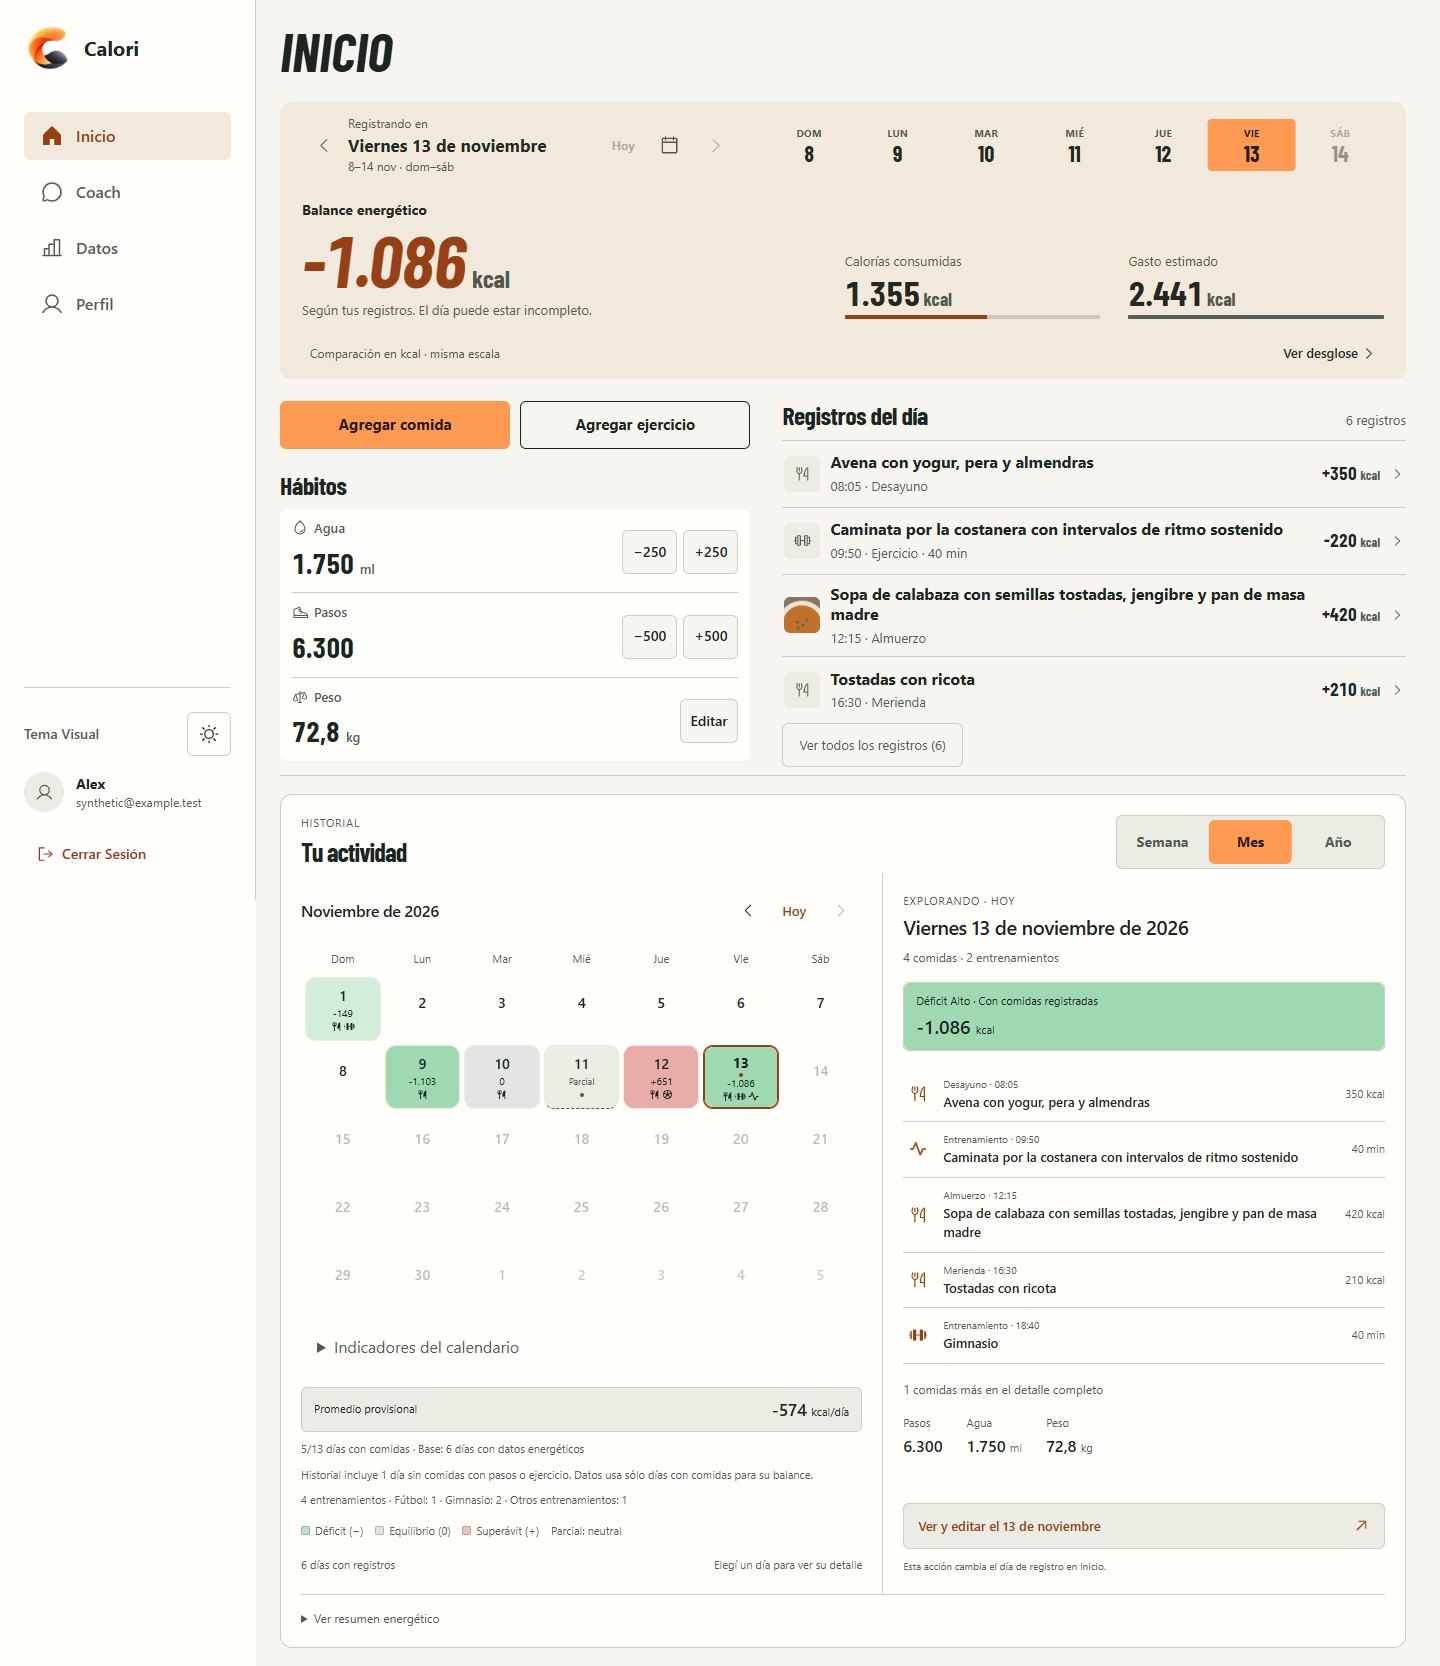 Calori
Inicio
Coach
Datos
Perfil
Tema Visual
Alex
synthetic@example.test
Cerrar Sesión
INICIO
Registrando en
Viernes 13 de noviembre
8–14 nov · dom–sáb
Hoy
DOM
8
LUN
9
MAR
10
MIÉ
11
JUE
12
VIE
13
SÁB
14
Balance energético
-1.086 kcal
Según tus registros. El día puede estar incompleto.
Calorías consumidas
1.355 kcal
Gasto estimado
2.441 kcal
Comparación en kcal · misma escala
Ver desglose
Agregar comida
Agregar ejercicio
Hábitos
Agua
1.750 ml
−250
+250
Pasos
6.300
−500
+500
Peso
72,8 kg
Editar
Registros del día
6 registros
Avena con yogur, pera y almendras
08:05 · Desayuno
+350 kcal
Caminata por la costanera con intervalos de ritmo sostenido
09:50 · Ejercicio · 40 min
-220 kcal
Sopa de calabaza con semillas tostadas, jengibre y pan de masa
madre
12:15 · Almuerzo
+420 kcal
Tostadas con ricota
16:30 · Merienda
+210 kcal
Ver todos los registros (6)
HISTORIAL
Tu actividad
Semana
Mes
Año
Noviembre de 2026
Hoy
Dom Lun Mar Mié Jue Vie Sáb
1 2 3 4 5 6 7
-149
8 9 10 11 12 13 14
-1.103 0 Parcial +651 -1.086
15 16 17 18 19 20 21
22 23 24 25 26 27 28
29 30 1 2 3 4 5
Indicadores del calendario
Promedio provisional
-574 kcal/día
5/13 días con comidas · Base: 6 días con datos energéticos
Historial incluye 1 día sin comidas con pasos o ejercicio. Datos usa sólo días con comidas para su balance.
4 entrenamientos · Fútbol: 1 · Gimnasio: 2 · Otros entrenamientos: 1
Déficit (−) Equilibrio (0) Superávit (+) Parcial: neutral
6 días con registros
Elegí un día para ver su detalle
EXPLORANDO · HOY
Viernes 13 de noviembre de 2026
4 comidas · 2 entrenamientos
Déficit Alto · Con comidas registradas
-1.086 kcal
Desayuno · 08:05
Avena con yogur, pera y almendras
350 kcal
Entrenamiento · 09:50
Caminata por la costanera con intervalos de ritmo sostenido
40 min
Almuerzo · 12:15
Sopa de calabaza con semillas tostadas, jengibre y pan de masa
madre
420 kcal
Merienda · 16:30
Tostadas con ricota
210 kcal
Entrenamiento · 18:40
Gimnasio
40 min
1 comidas más en el detalle completo
Pasos
6.300
Agua
1.750 ml
Peso
72,8 kg
Ver y editar el 13 de noviembre
Esta acción cambia el día de registro en Inicio.
Ver resumen energético